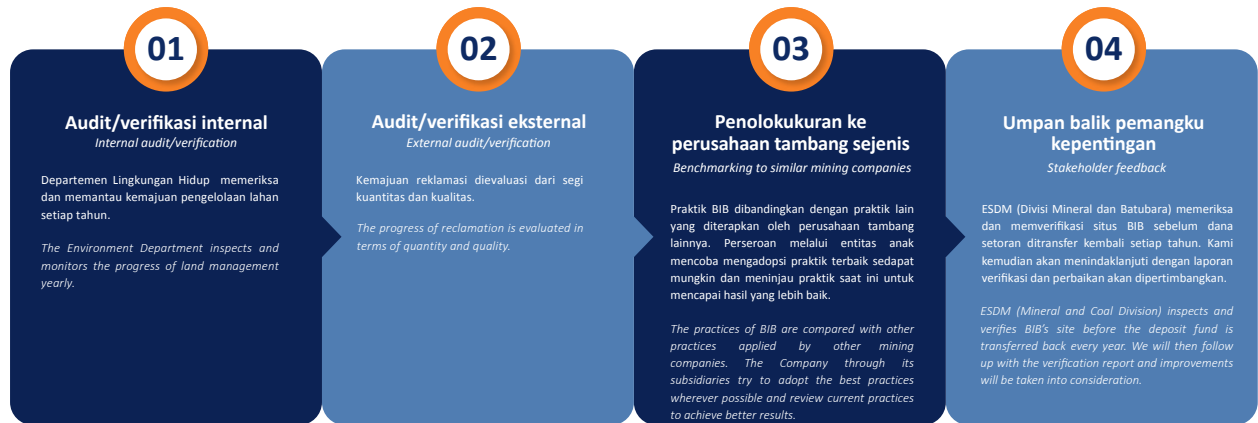 01
Audit/verifikasi internal
Internal audit/verification
Departemen Lingkungan Hidup memeriksa
dan memantau kemajuan pengelolaan lahan
setiap tahun.
The Environment Department inspects and
monitors the progress of land management
yearly.
02
Audit/verifikasi eksternal
External audit/verification
Kemajuan reklamasi dievaluasi dari segi
kuantitas dan kualitas.
The progress of reclamation is evaluated in
terms of quantity and quality.
03
Penolokukuran ke
perusahaan tambang sejenis
Benchmarking to similar mining companies
Praktik BIB dibandingkan dengan praktik lain
yang diterapkan oleh perusahaan tambang
lainnya. Perseroan melalui entitas anak
mencoba mengadopsi praktik terbaik sedapat
mungkin dan meninjau praktik saat ini untuk
mencapai hasil yang lebih baik.
The practices of BIB are compared with other
practices applied by other mining
companies. The Company through its
subsidiaries try to adopt the best practices
wherever possible and review current practices
to achieve better results.
04
Umpan balik pemangku
kepentingan
Stakeholder feedback
ESDM (Divisi Mineral dan Batubara) memeriksa
dan memverifikasi situs BIB sebelum dana
setoran ditransfer kembali setiap tahun. Kami
kemudian akan menindaklanjuti dengan laporan
verifikasi dan perbaikan akan dipertimbangkan.
ESDM (Mineral and Coal Division) inspects and
verifies BIB's site before the deposit fund is
transferred back every year. We will then follow
up with the verification report and improvements
will be taken into consideration.